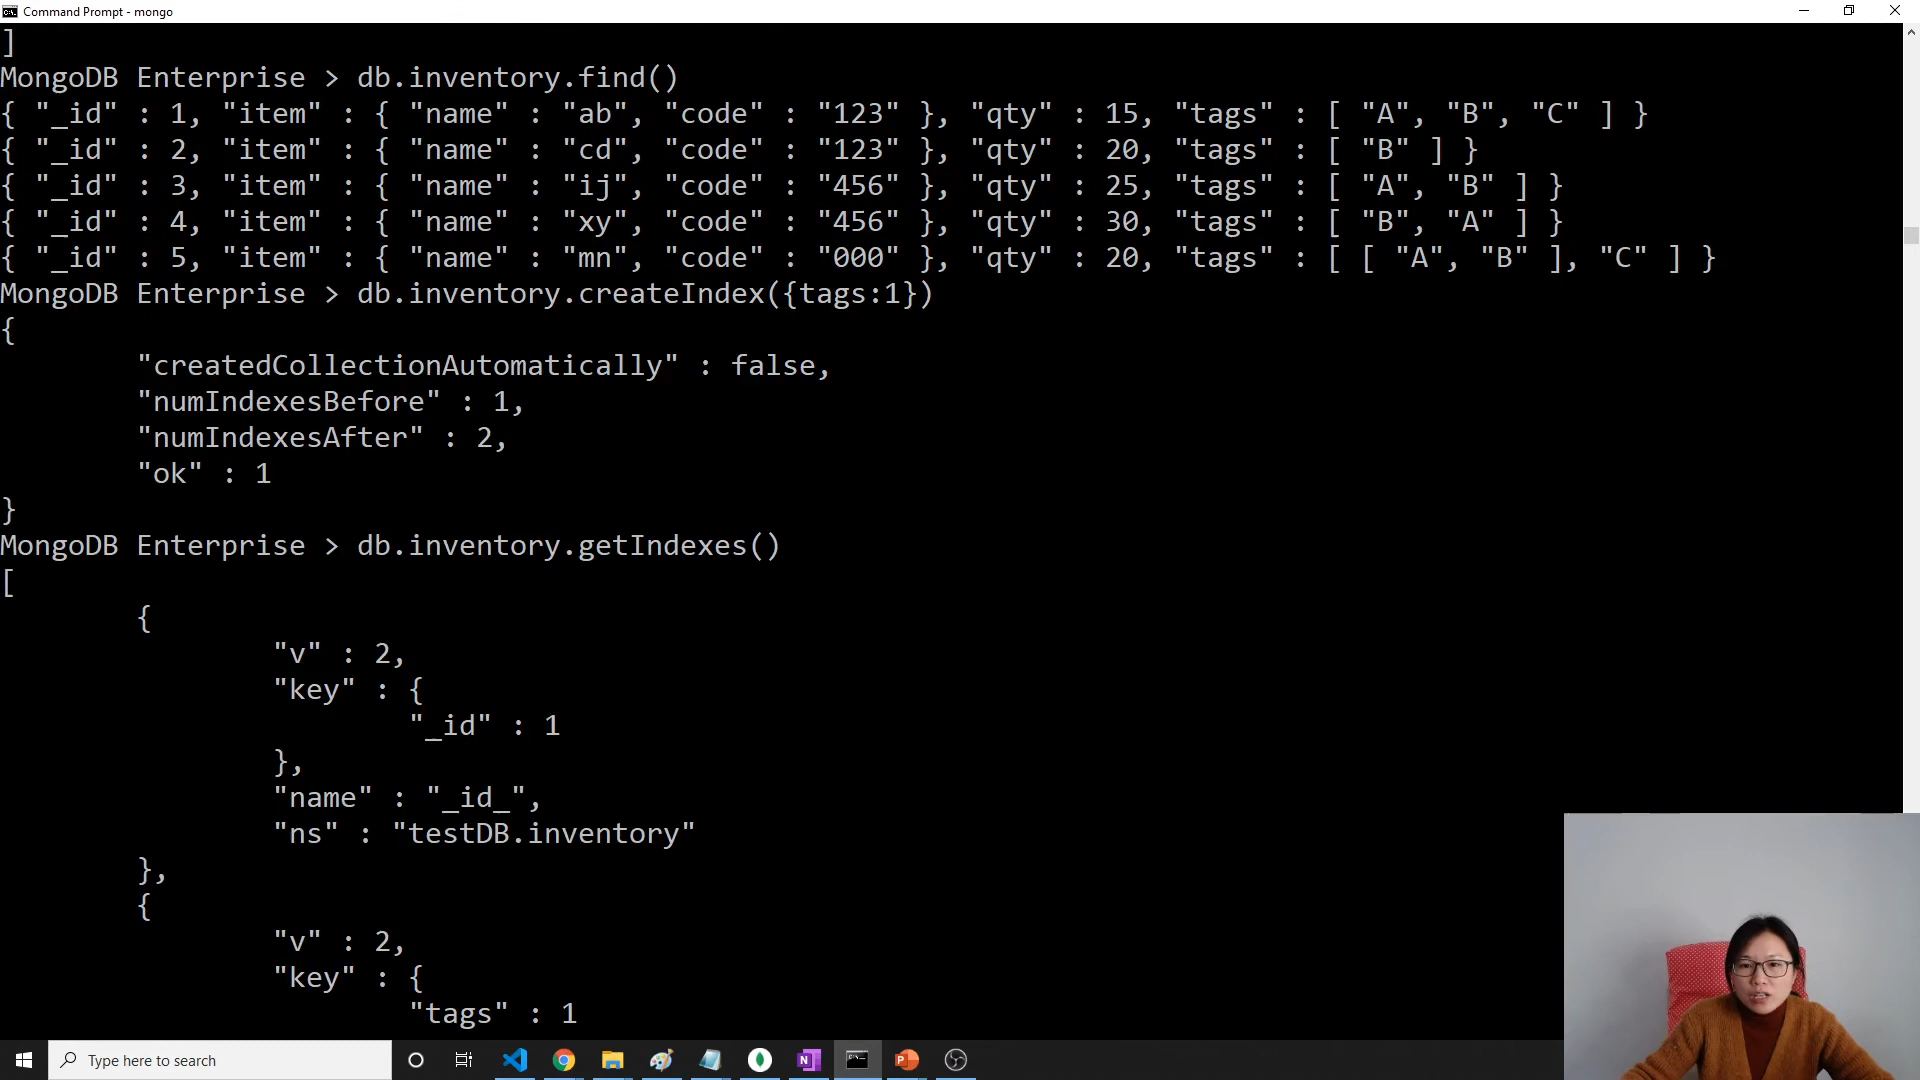 Command Prompt - mongo
]
MongoDB Enterprise > db.inventory.find()
{ "_id" : 1, "item" : { "name" : "ab", "code" : "123" }, "qty" : 15, "tags" : [ "A", "B", "C" ] }
{ "_id" : 2, "item" : { "name" : "cd", "code" : "123" }, "qty" : 20, "tags" : [ "B" ] }
{ "_id" : 3, "item" : { "name" : "ij", "code" : "456" }, "qty" : 25, "tags" : [ "A", "B" ] }
{ "_id" : 4, "item" : { "name" : "xy", "code" : "456" }, "qty" : 30, "tags" : [ "B", "A" ] }
{ "_id" : 5, "item" : { "name" : "mn", "code" : "000" }, "qty" : 20, "tags" : [ [ "A", "B" ], "C" ] }
MongoDB Enterprise > db.inventory.createIndex({tags:1})
{
"createdCollectionAutomatically" : false,
"numIndexesBefore" : 1,
"numIndexesAfter" : 2,
"ok" : 1
}
MongoDB Enterprise > db.inventory.getIndexes()
[
{
"v" : 2,
"key" : {
"_id" : 1
},
"name" : "_id_",
"ns" : "testDB.inventory"
},
{
"v" : 2,
"key" : {
"tags" : 1
Type here to search